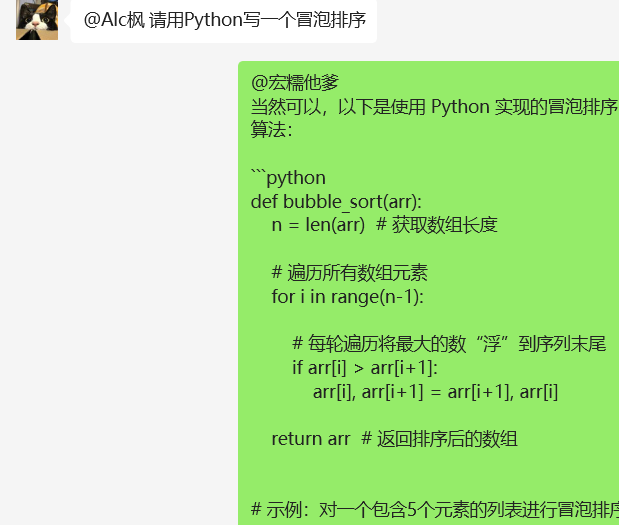 @Alc枫 请用Python写一个冒泡排序
@宏糯他爹
当然可以，以下是使用 Python 实现的冒泡排序
算法：
```python
def bubble_sort(arr):
    n = len(arr)  # 获取数组长度
    # 遍历所有数组元素
    for i in range(n-1):
        # 每轮遍历将最大的数“浮”到序列末尾
        if arr[i] > arr[i+1]:
            arr[i], arr[i+1] = arr[i+1], arr[i]
    return arr  # 返回排序后的数组
# 示例：对一个包含5个元素的列表进行冒泡排序